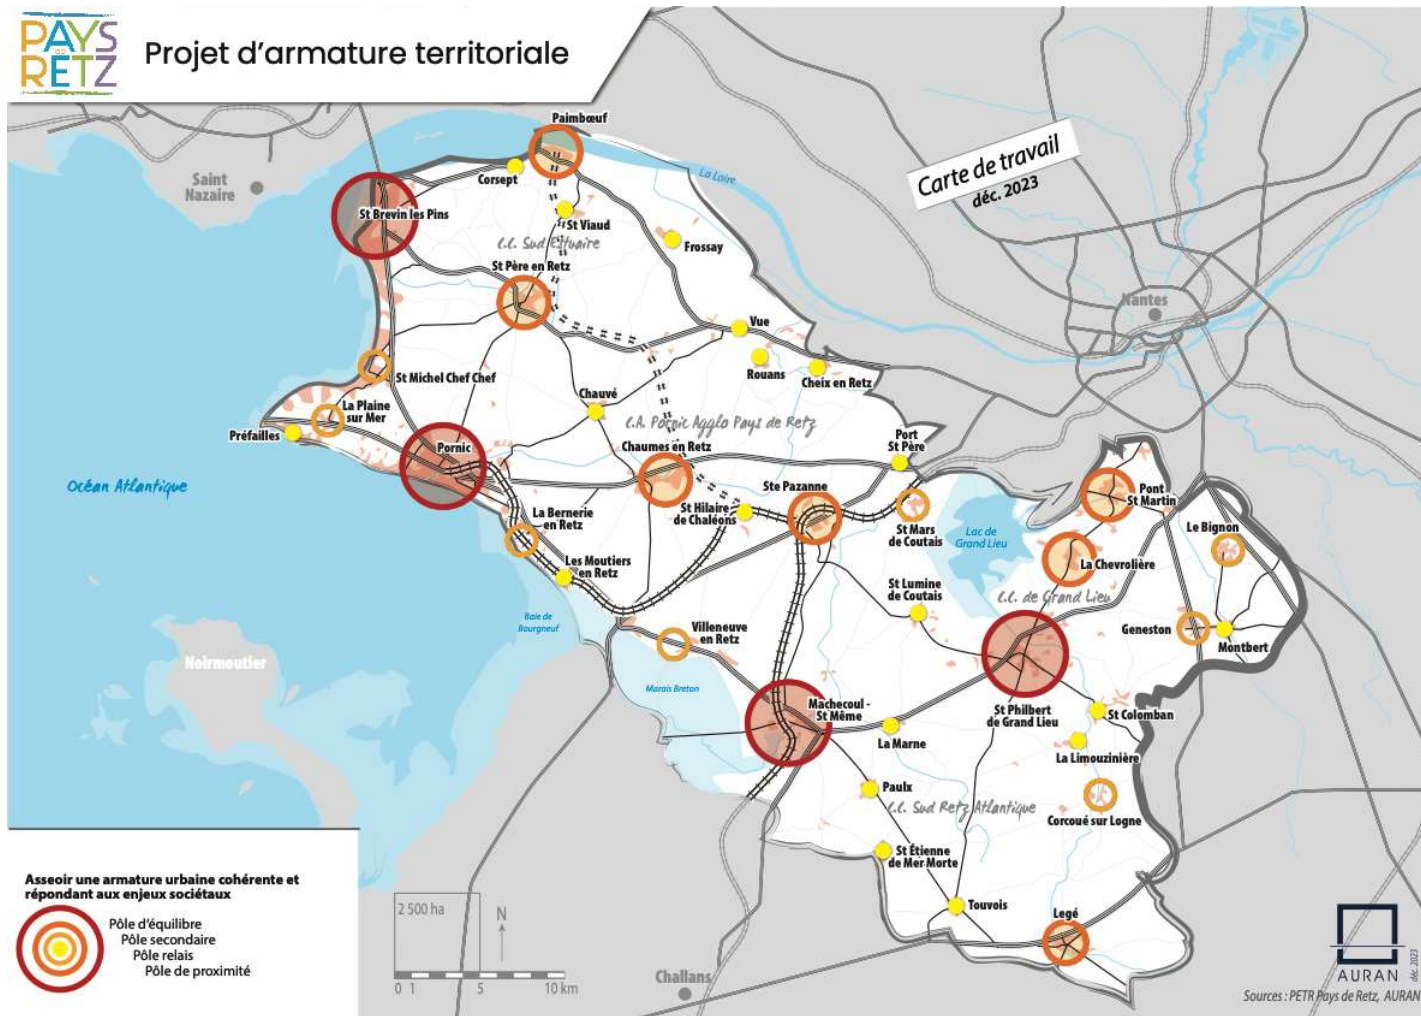 PAYS
DE
RETZ
Projet d’armature territoriale
Carte de travail
déc. 2023
Paimbœuf
La Loire
Saint
Nazaire
Corsept
St Brevin les Pins
St Viaud
C.C. Sud Estuaire
Frossay
St Père en Retz
Nantes
Vue
Rouans
Cheix en Retz
St Michel Chef Chef
Chauvé
La Plaine
sur Mer
C.A. Pornic Agglo Pays de Retz
Préfailles
Pornic
Chaumes en Retz
Port
St Père
Océan Atlantique
Ste Pazanne
Pont
St Martin
La Bernerie
en Retz
St Hilaire
de Chaléons
St Mars
de Coutais
Lac de
Grand Lieu
Le Bignon
La Chevrolière
Les Moutiers
en Retz
St Lumine
de Coutais
C.C. de Grand Lieu
Baie de
Bourgneuf
Villeneuve
en Retz
Geneston
Montbert
Noirmoutier
Marais Breton
Machecoul -
St Même
St Philbert
de Grand Lieu
St Colomban
La Marne
La Limouzinière
Paulx
C.C. Sud Retz Atlantique
Corcoué sur Logne
St Étienne
de Mer Morte
Touvois
Legé
Challans
Asseoir une armature urbaine cohérente et
répondant aux enjeux sociétaux
Pôle d’équilibre
Pôle secondaire
Pôle relais
Pôle de proximité
2 500 ha
N
0 1 5 10 km
AURAN
déc. 2023
Sources : PETR Pays de Retz, AURAN